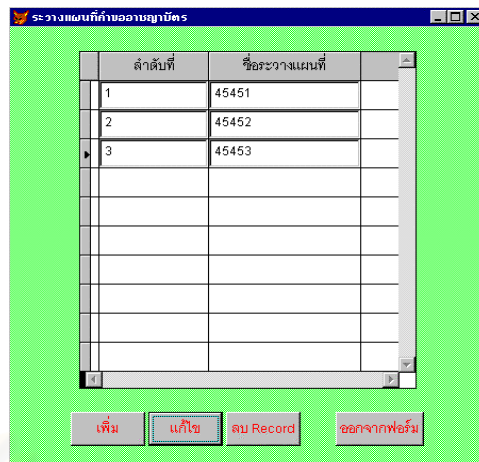 ระวางแผนที่คำขออาชญาบัตร
ลำดับที่ ชื่อระวางแผนที่
1 45451
2 45452
3 45453
เพิ่ม แก้ไข ลบ Record ออกจากฟอร์ม